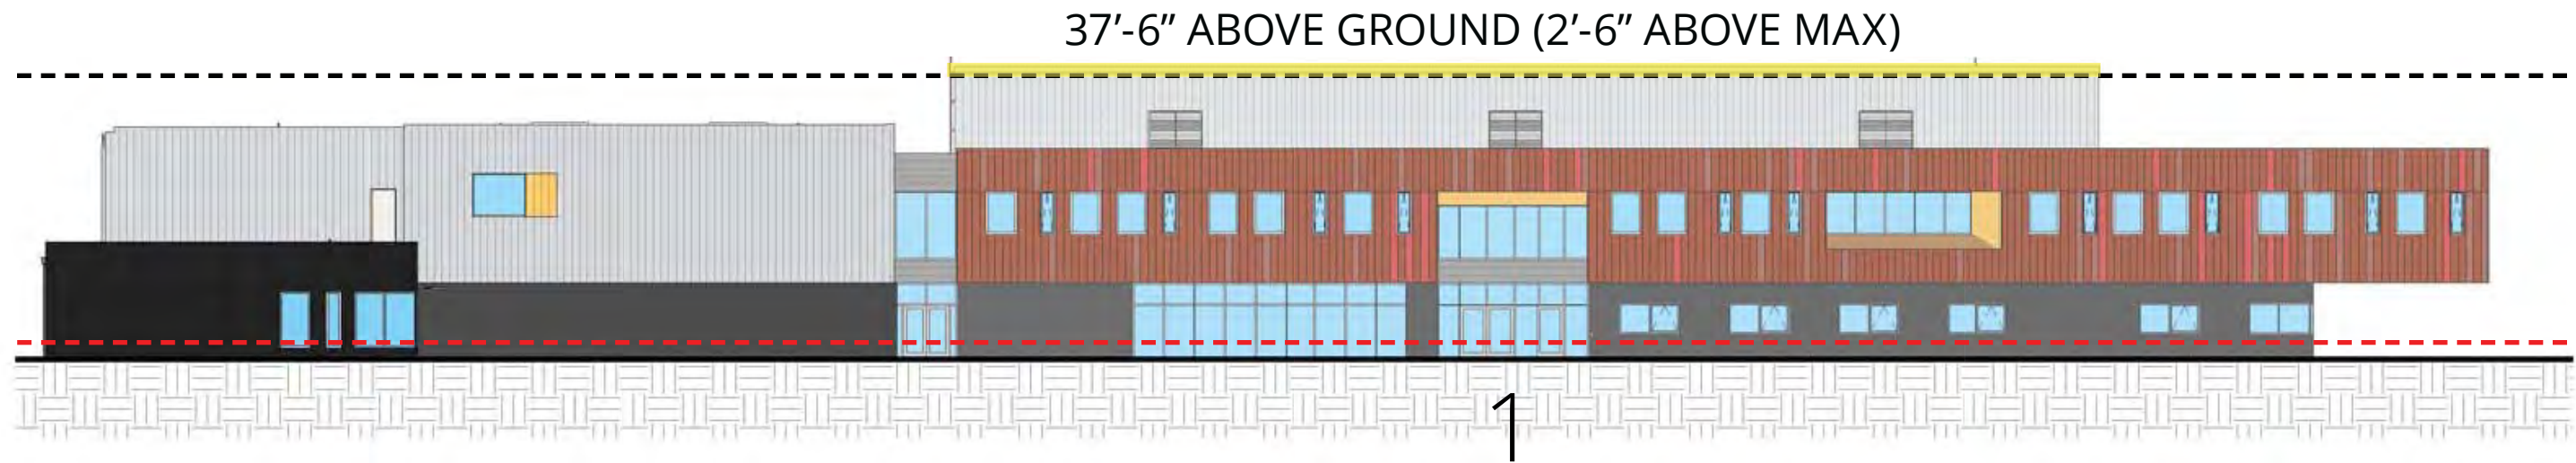 37’-6” ABOVE GROUND (2’-6” ABOVE MAX)
1